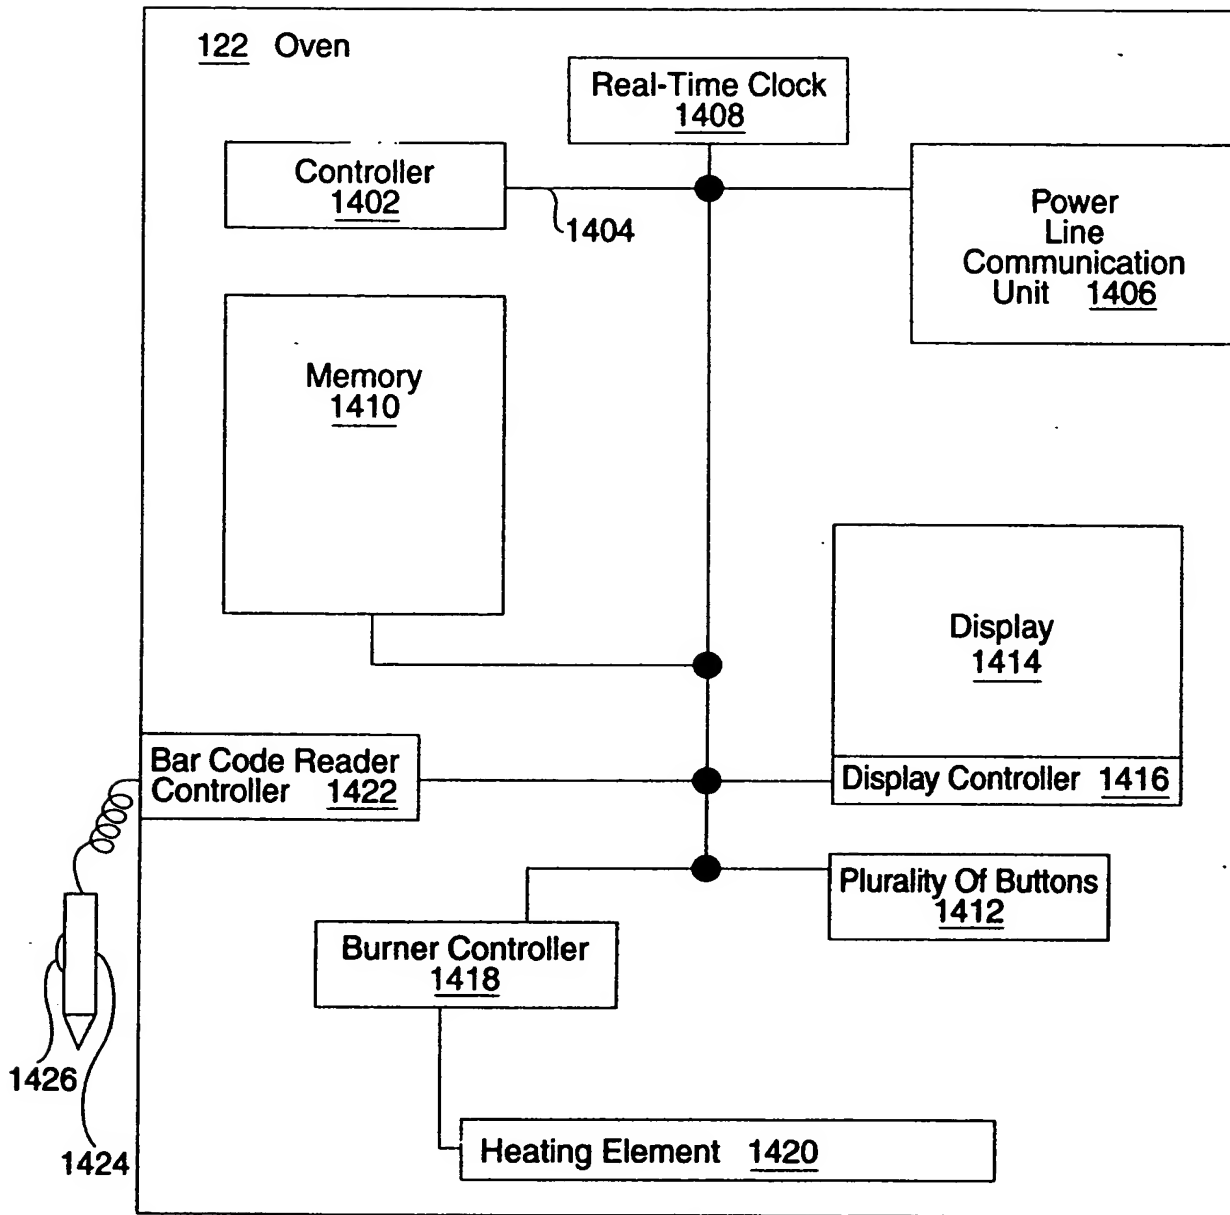 122 Oven
Real-Time Clock
1408
Controller
1402
1404
Power
Line
Communication
Unit 1406
Memory
1410
Display
1414
Bar Code Reader
Controller 1422
Display Controller 1416
Plurality Of Buttons
1412
Burner Controller
1418
1426
1424
Heating Element 1420